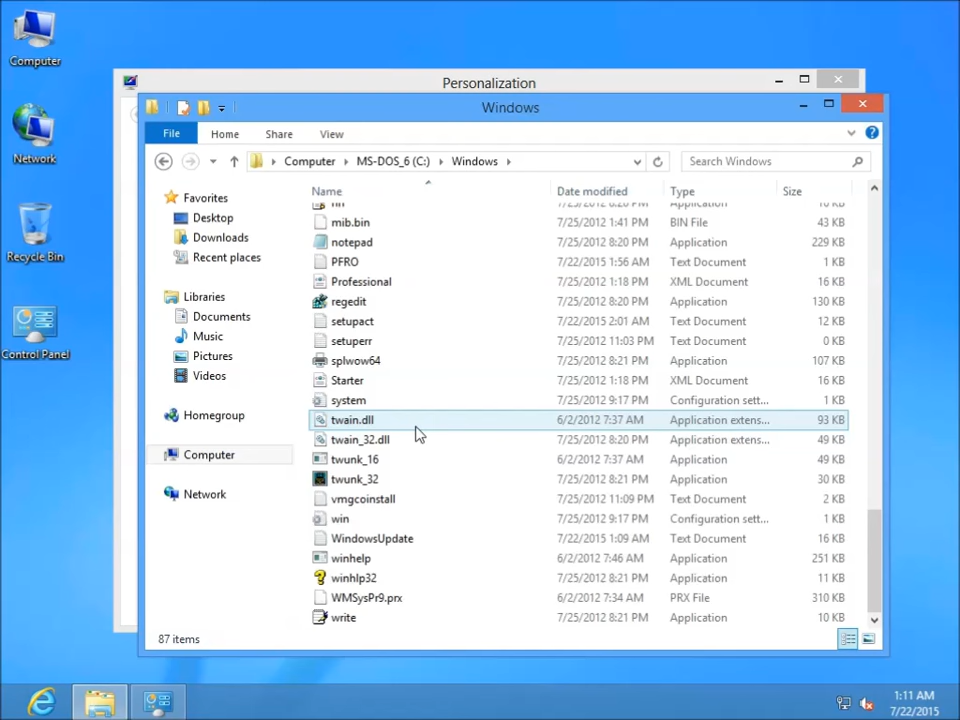 Computer
Network
Recycle Bin
Control Panel
Personalization
Windows
File Home Share View
Computer MS-DOS_6 (C:) Windows
Search Windows
Name Date modified Type Size
Favorites
Desktop
Downloads
Recent places
Libraries
Documents
Music
Pictures
Videos
Homegroup
Computer
Network
mib.bin 7/25/2012 1:41 PM BIN File 43 KB
notepad 7/25/2012 8:20 PM Application 229 KB
PFRO 7/22/2015 1:56 AM Text Document 1 KB
Professional 7/25/2012 1:18 PM XML Document 16 KB
regedit 7/25/2012 8:20 PM Application 130 KB
setupact 7/22/2015 2:01 AM Text Document 12 KB
setuperr 7/25/2012 11:03 PM Text Document 0 KB
splwow64 7/25/2012 8:21 PM Application 107 KB
Starter 7/25/2012 1:18 PM XML Document 16 KB
system 7/25/2012 9:17 PM Configuration sett... 1 KB
twain.dll 6/2/2012 7:37 AM Application extens... 93 KB
twain_32.dll 7/25/2012 8:20 PM Application extens... 49 KB
twunk_16 6/2/2012 7:37 AM Application 49 KB
twunk_32 7/25/2012 8:21 PM Application 30 KB
vmgcoinstall 7/25/2012 11:09 PM Text Document 2 KB
win 7/25/2012 9:17 PM Configuration sett... 1 KB
WindowsUpdate 7/22/2015 1:09 AM Text Document 16 KB
winhelp 6/2/2012 7:46 AM Application 251 KB
winhlp32 7/25/2012 8:21 PM Application 11 KB
WMSysPr9.prx 6/2/2012 7:34 AM PRX File 310 KB
write 7/25/2012 8:21 PM Application 10 KB
87 items
1:11 AM
7/22/2015